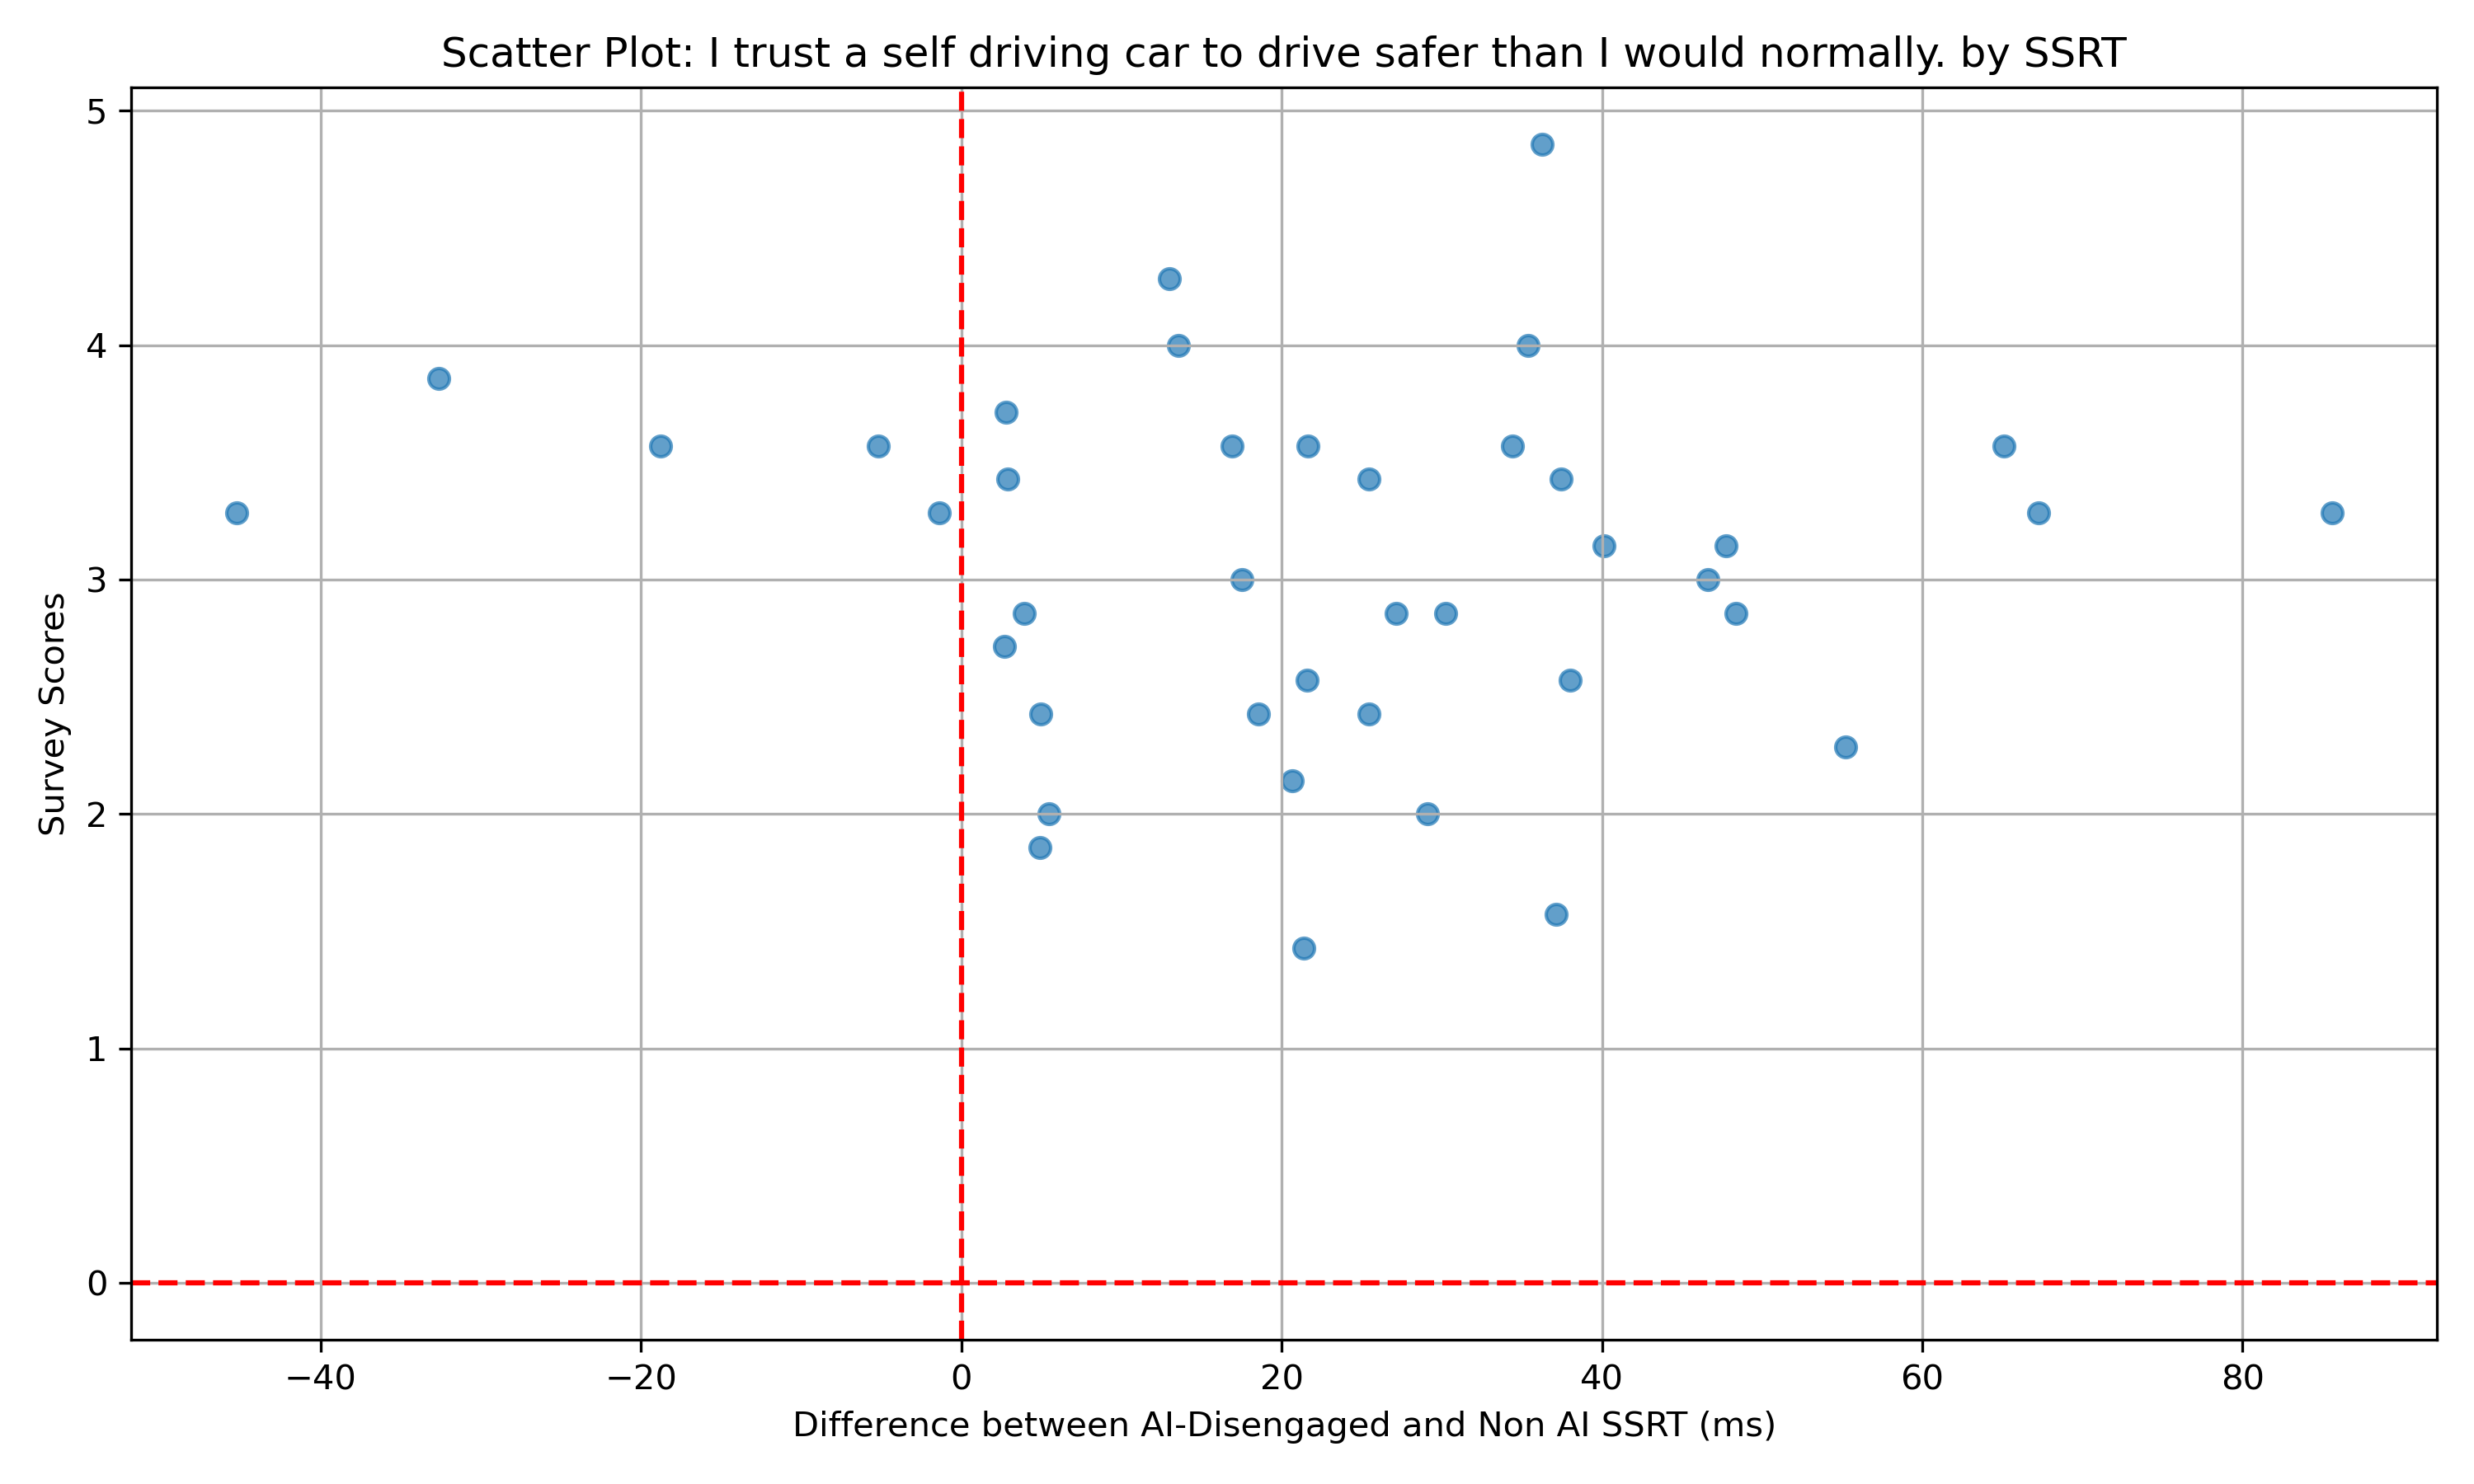 Scatter Plot: I trust a self driving car to drive safer than I would normally. by SSRT
5
4
3
2
1
0
Survey Scores
−40 −20 0 20 40 60 80
Difference between AI-Disengaged and Non AI SSRT (ms)